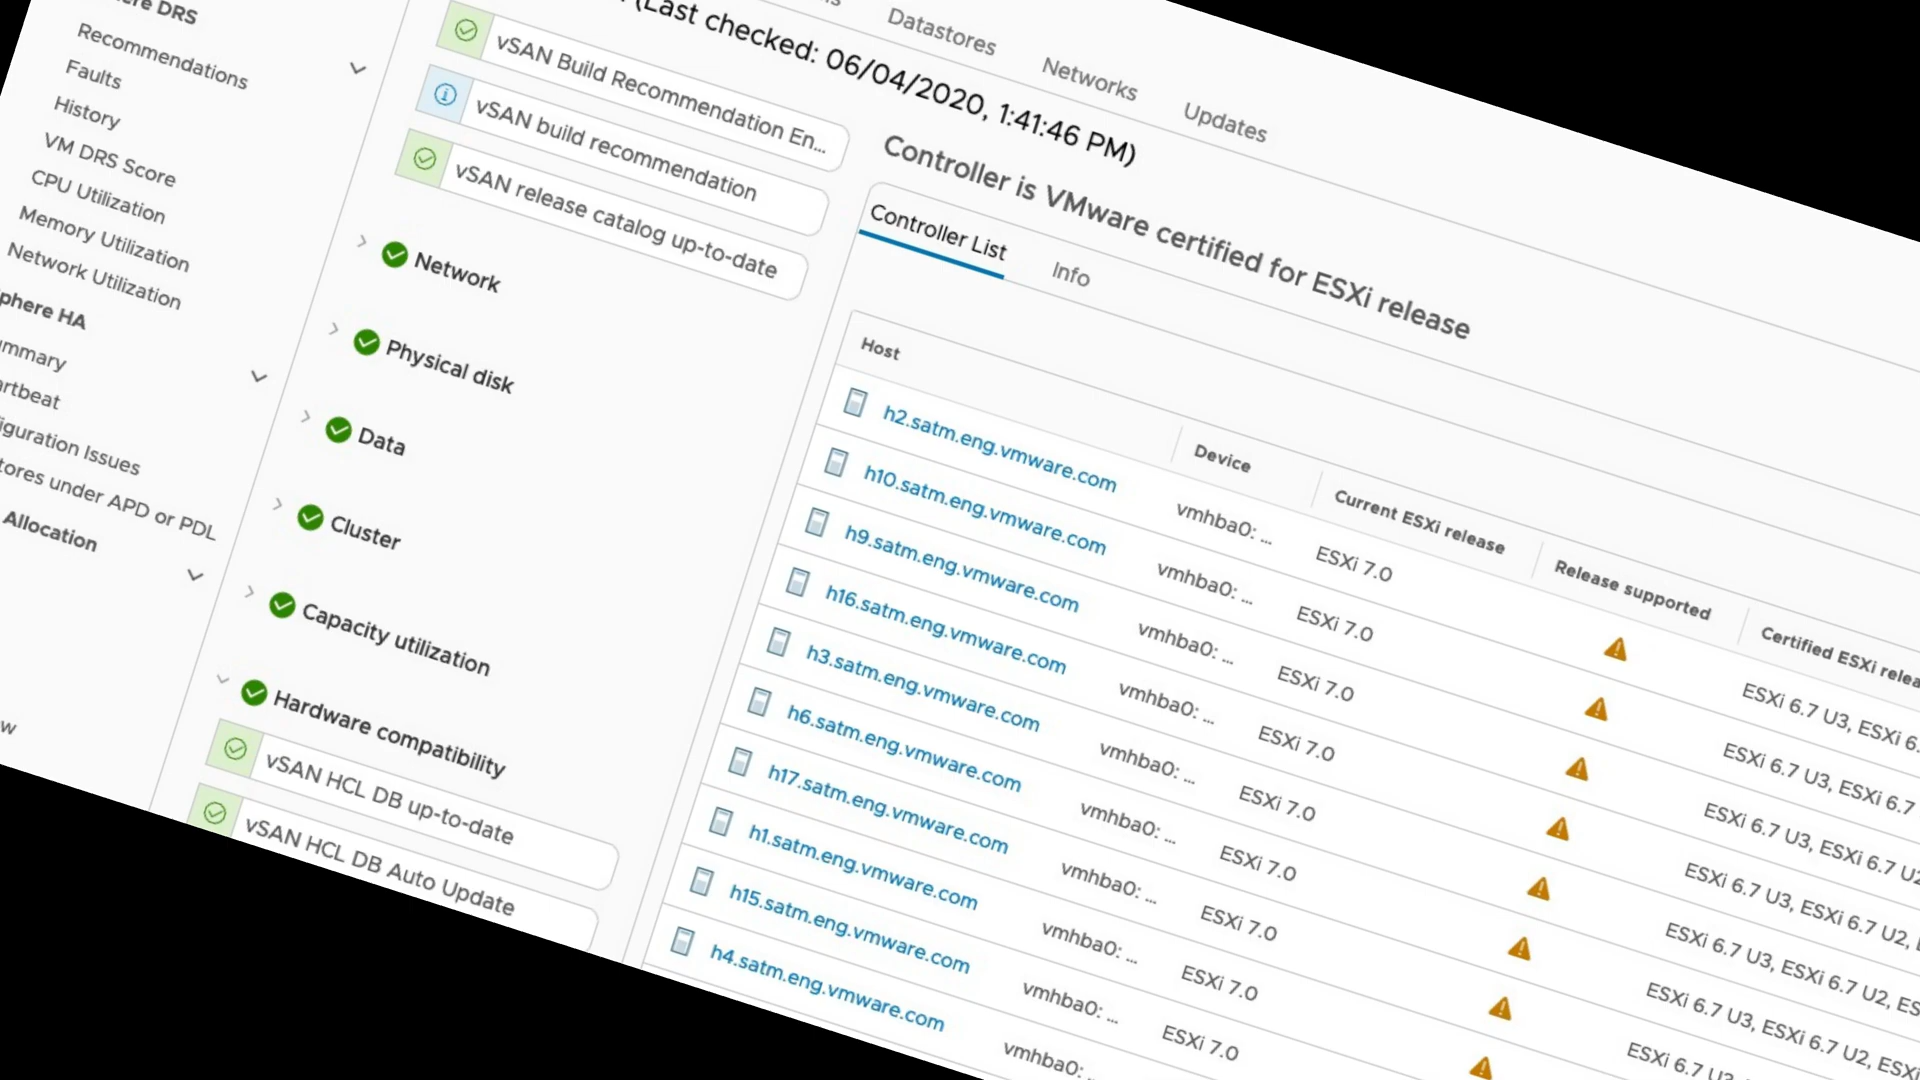 Datastores
Networks
Updates
(Last checked: 06/04/2020, 1:41:46 PM)
DRS
Recommendations
Faults
History
VM DRS Score
CPU Utilization
Memory Utilization
Network Utilization
HA
Issues
under APD or PDL
Allocation
vSAN Build Recommendation En...
vSAN build recommendation
vSAN release catalog up-to-date
Network
Physical disk
Data
Cluster
Capacity utilization
Hardware compatibility
vSAN HCL DB up-to-date
vSAN HCL DB Auto Update
Controller is VMware certified for ESXi release
Controller List Info
Host Device Current ESXi release Release supported Certified ESXi
h2.satm.eng.vmware.com vmhba0: ... ESXi 7.0 ESXi 6.7 U3, ESXi 6.
h10.satm.eng.vmware.com vmhba0: ... ESXi 7.0 ESXi 6.7 U3, ESXi 6.7
h9.satm.eng.vmware.com vmhba0: ... ESXi 7.0 ESXi 6.7 U3, ESXi 6.7 U2
h16.satm.eng.vmware.com vmhba0: ... ESXi 7.0 ESXi 6.7 U3, ESXi 6.7 U2,
h3.satm.eng.vmware.com vmhba0: ... ESXi 7.0 ESXi 6.7 U3, ESXi 6.7 U2, ES
h6.satm.eng.vmware.com vmhba0: ... ESXi 7.0 ESXi 6.7 U3, ESXi 6.7 U2, ESXi
h17.satm.eng.vmware.com vmhba0: ... ESXi 7.0 ESXi 6.7
h1.satm.eng.vmware.com vmhba0: ... ESXi 7.0
h15.satm.eng.vmware.com vmhba0: ... ESXi 7.0
h4.satm.eng.vmware.com vmhba0: